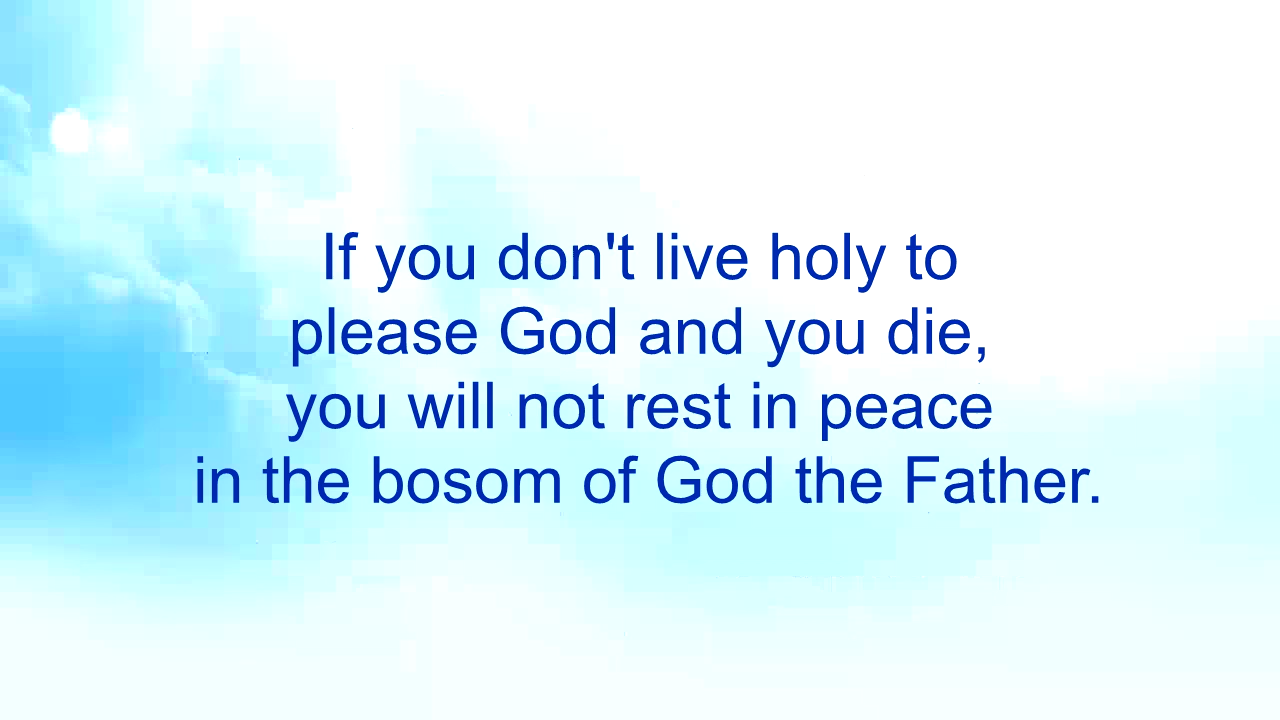 If you don't live holy to
please God and you die,
you will not rest in peace
in the bosom of God the Father.